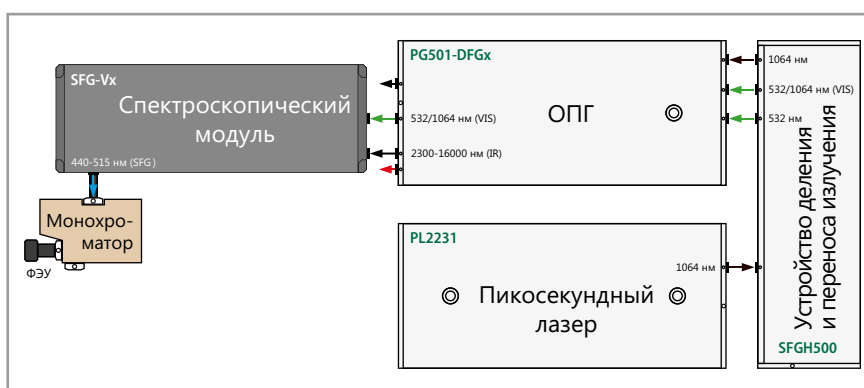 SFG-Vx
Спектроскопический
модуль
440-515 нм (SFG )
Монохро-
матор
ФЭУ
PG501-DFGx
ОПГ
532/1064 нм (VIS)
2300-16000 нм (IR)
PL2231
1064 нм
Пикосекундный
лазер
1064 нм
532/1064 нм (VIS)
532 нм
Устройство деления
и переноса излучения
SFGH500